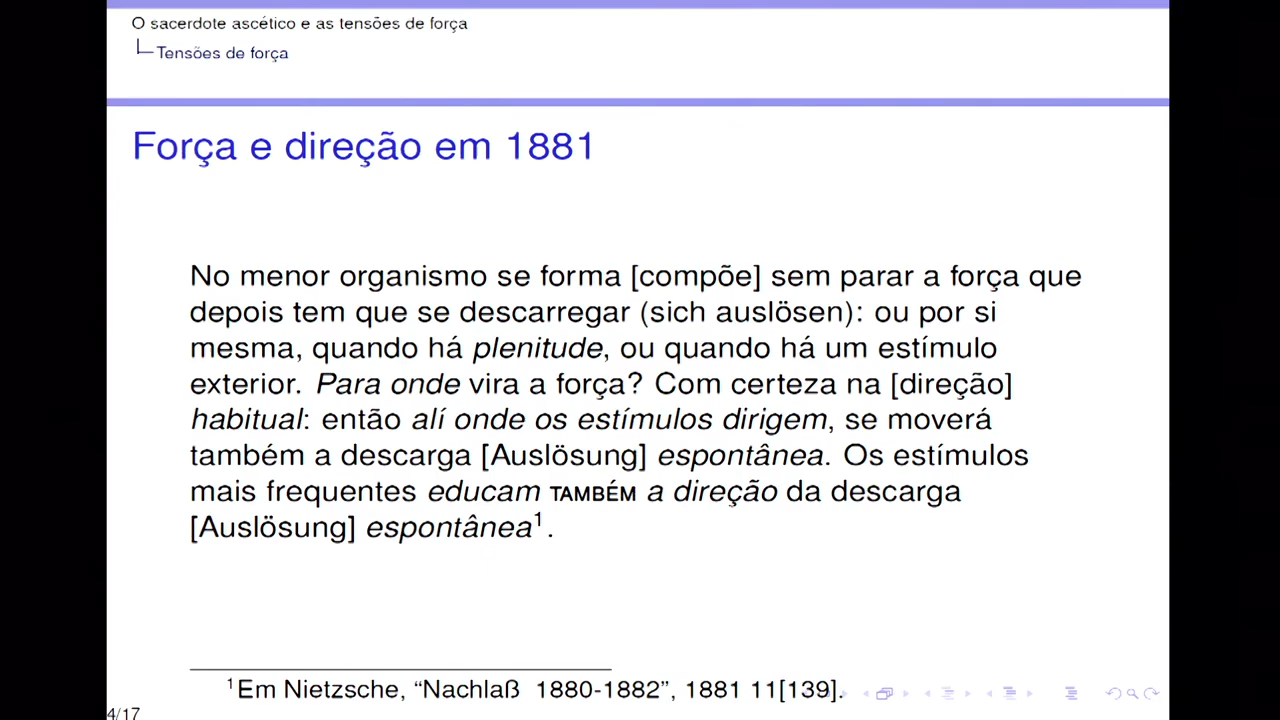 O sacerdote ascético e as tensões de força
Tensões de força
Força e direção em 1881
No menor organismo se forma [compõe] sem parar a força que
depois tem que se descarregar (sich auslösen): ou por si
mesma, quando há plenitude, ou quando há um estímulo
exterior. Para onde vira a força? Com certeza na [direção]
habitual: então alí onde os estímulos dirigem, se moverá
também a descarga [Auslösung] espontânea. Os estímulos
mais frequentes educam TAMBÉM a direção da descarga
[Auslösung] espontânea¹.
¹Em Nietzsche, “Nachlaß 1880-1882”, 1881 11[139].
4/17